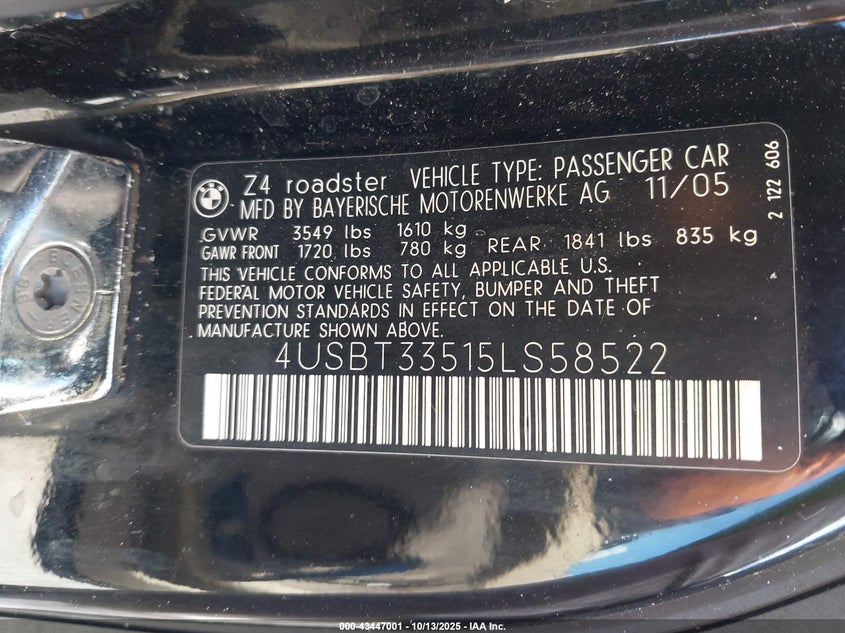 Z4 roadster VEHICLE TYPE: PASSENGER CAR
MFD BY BAYERISCHE MOTORENWERKE AG 11/05
GVWR 3549 lbs 1610 kg
GAWR FRONT 1720 lbs 780 kg REAR 1841 lbs 835 kg
THIS VEHICLE CONFORMS TO ALL APPLICABLE U.S.
FEDERAL MOTOR VEHICLE SAFETY, BUMPER AND THEFT
PREVENTION STANDARDS IN EFFECT ON THE DATE OF
MANUFACTURE SHOWN ABOVE.
4USBT33515LS58522
2 122 606
BMW
000-43447001 - 10/13/2025 - IAA Inc.